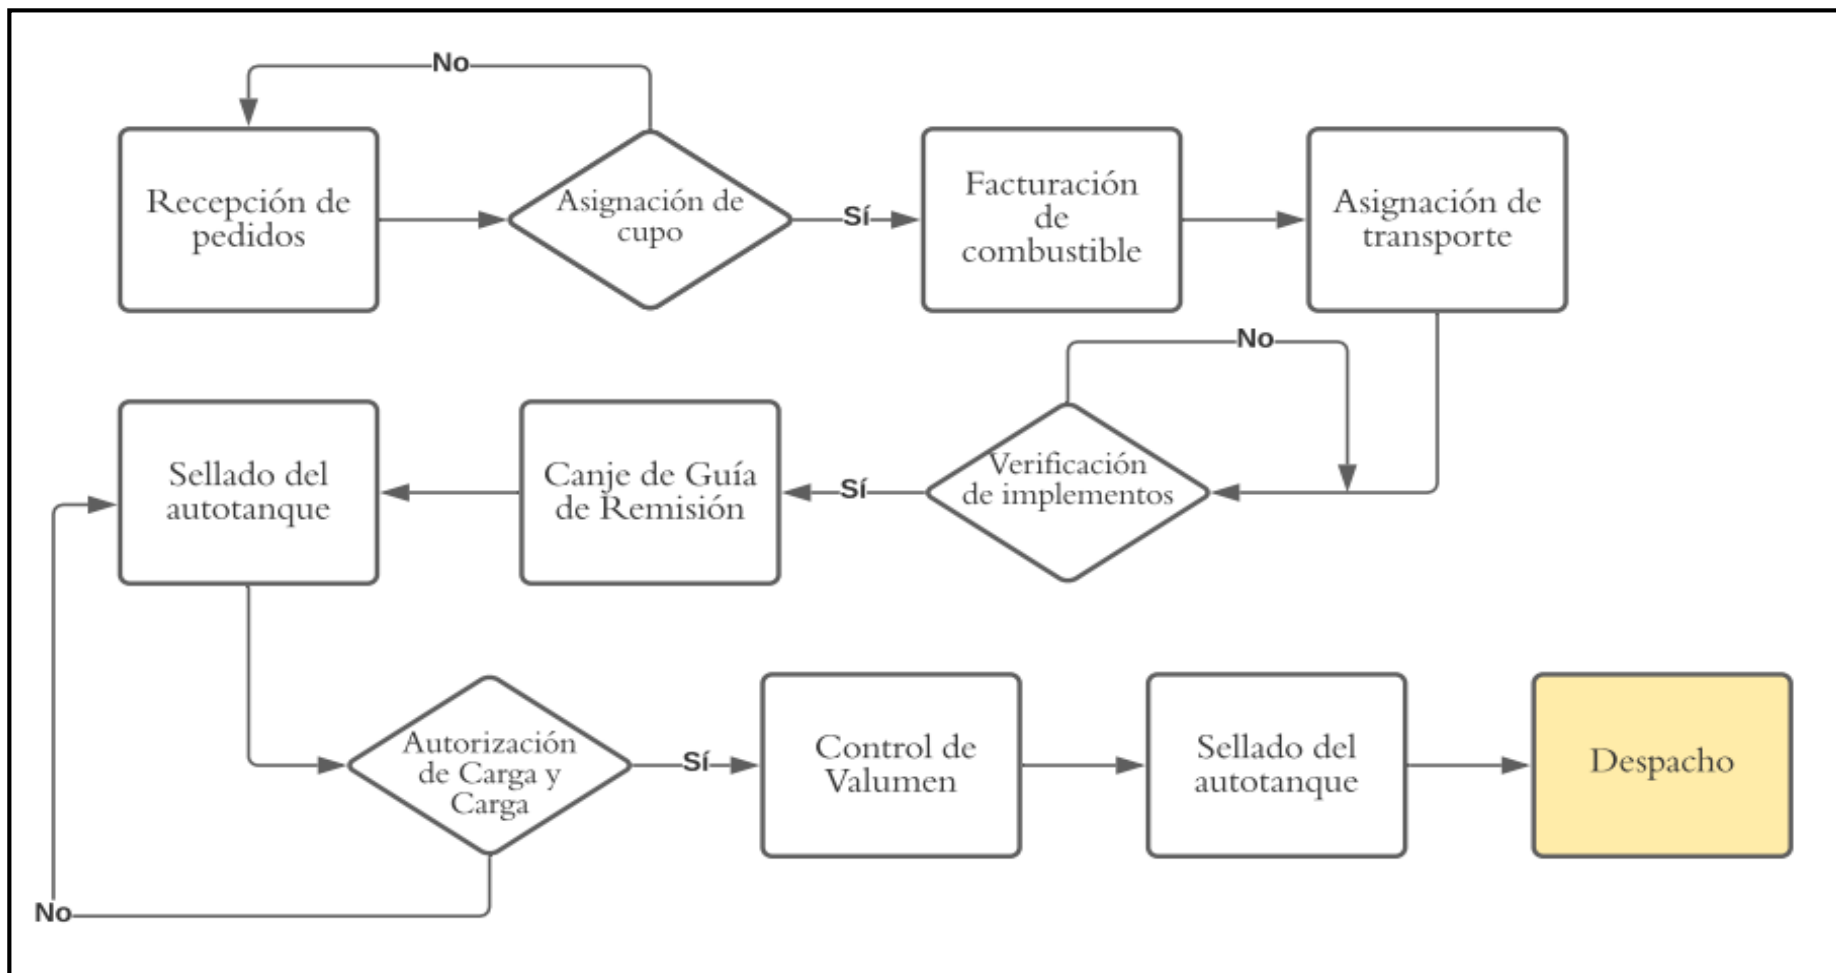 No
Recepción de
pedidos
Asignación de
cupo
Sí
Facturación
de
combustible
Asignación de
transporte
No
Sellado del
autotanque
Canje de Guía
de Remisión
Sí
Verificación
de implementos
Autorización
de Carga y
Carga
Sí
Control de
Valumen
Sellado del
autotanque
Despacho
No